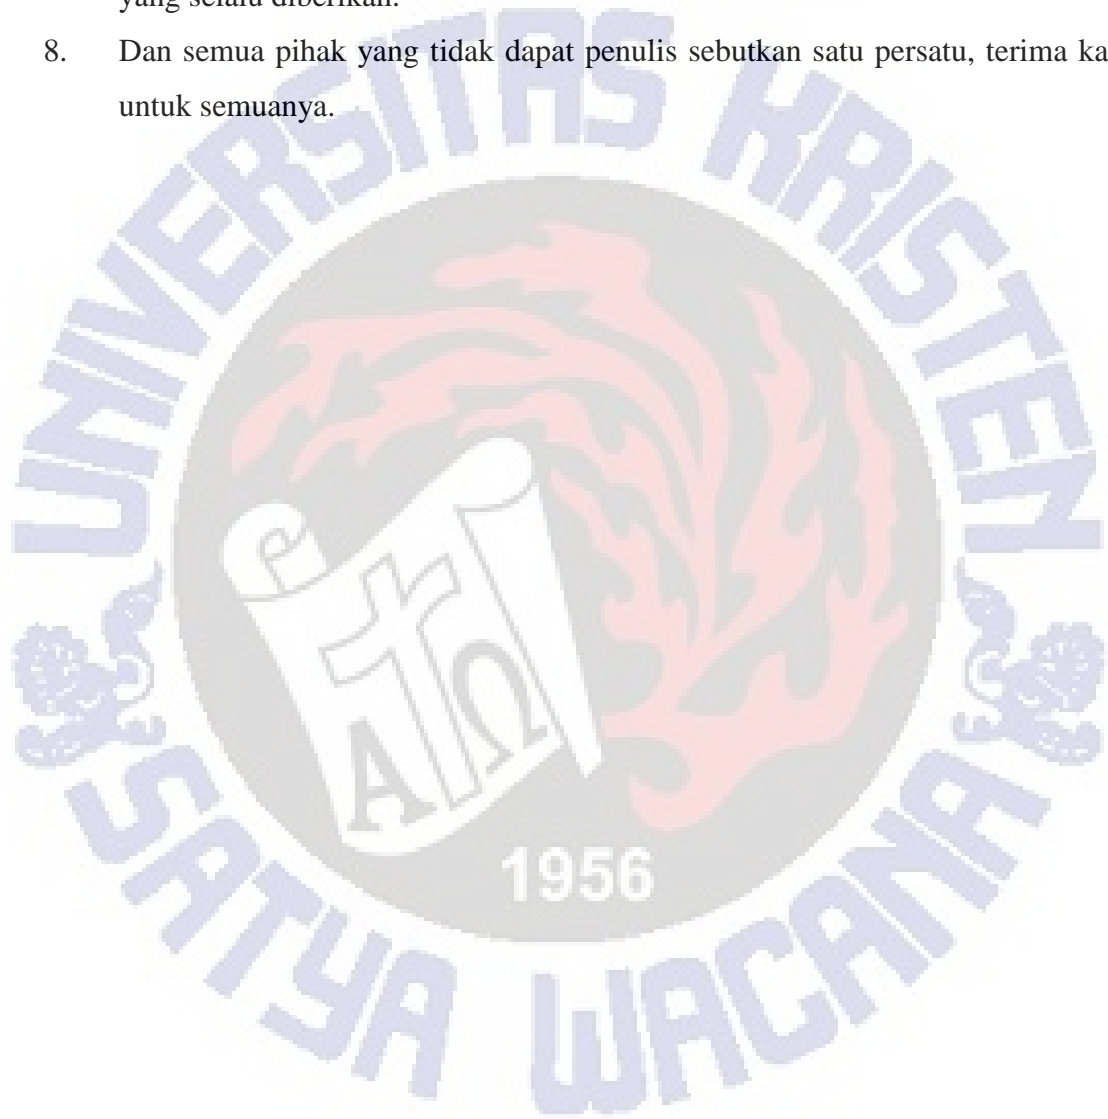 yang selalu diberikan.
8. Dan semua pihak yang tidak dapat penulis sebutkan satu persatu, terima ka
untuk semuanya.
UNIVERSITAS KRISTEN
ΑΩ
1956
SATYA WACANA